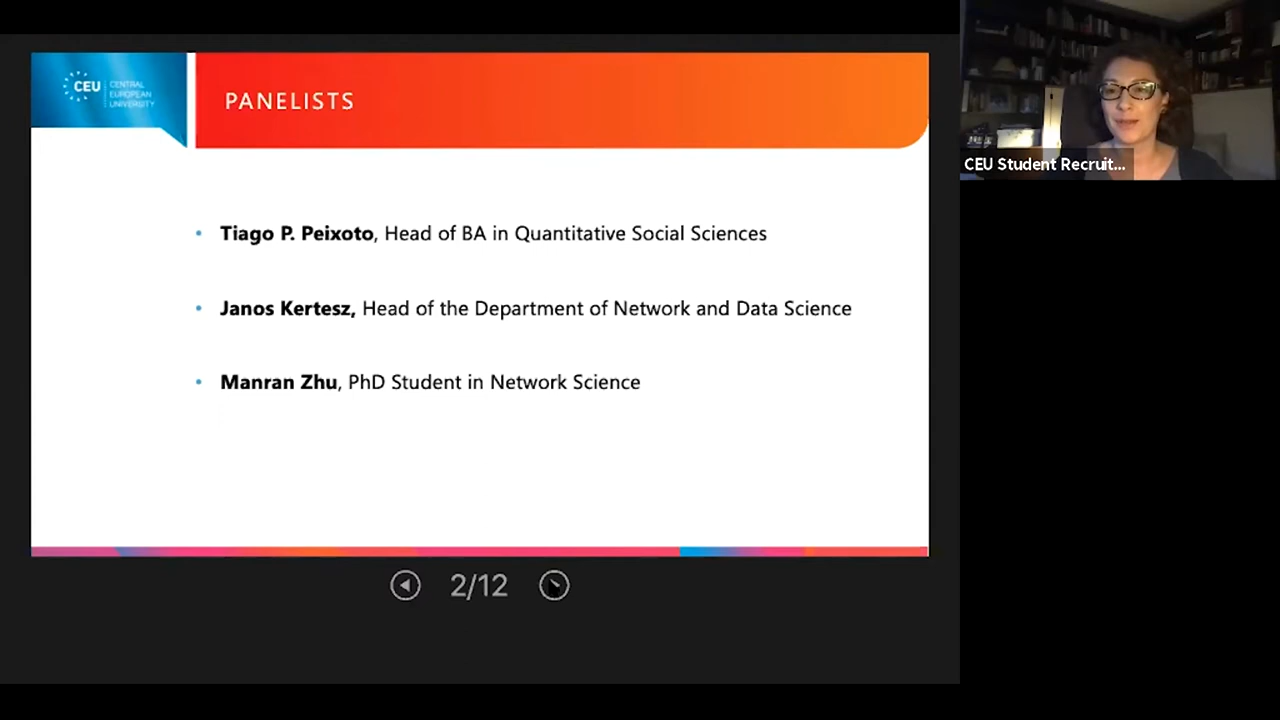 CEU
CENTRAL
EUROPEAN
UNIVERSITY
PANELISTS
• Tiago P. Peixoto, Head of BA in Quantitative Social Sciences
• Janos Kertesz, Head of the Department of Network and Data Science
• Manran Zhu, PhD Student in Network Science
2/12
CEU Student Recruit...